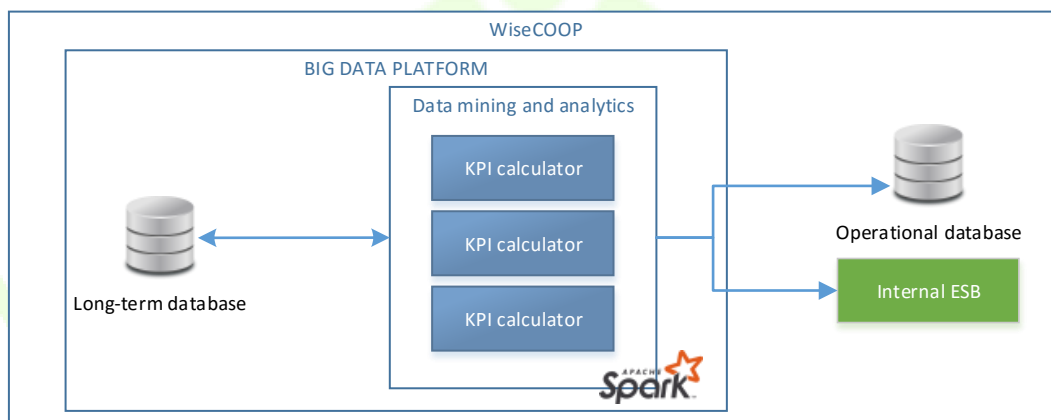 WiseCOOP
BIG DATA PLATFORM
Data mining and analytics
KPI calculator
KPI calculator
KPI calculator
Long-term database
Operational database
Internal ESB
APACHE
Spark